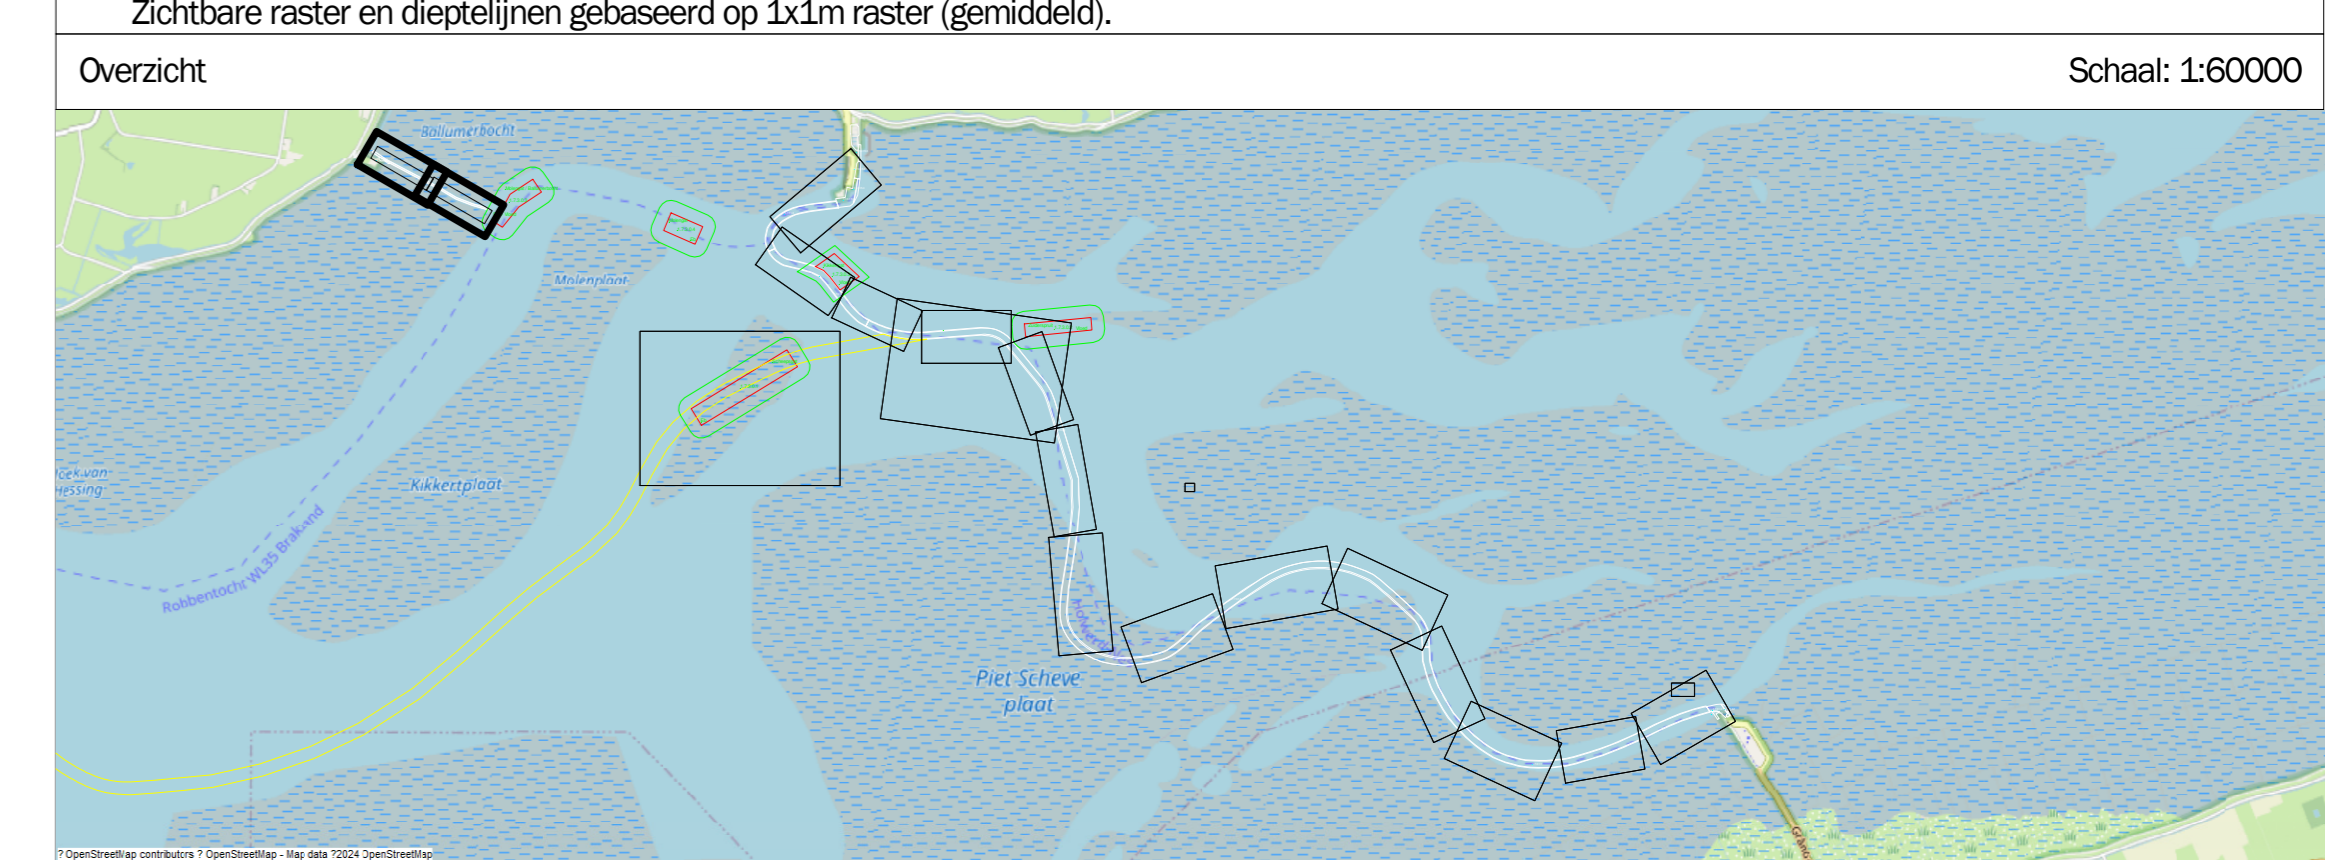 Zichtbare raster en dieptelijnen gebaseerd op 1x1m raster (gemiddeld).
Overzicht
Schaal: 1:60000
Ballumerbocht
Molenplaat
Kikkertplaat
Robbentocht WL35 Brakzand
Piet Scheve
plaat
? OpenStreetMap contributors ? OpenStreetMap - Map data ?2024 OpenStreetMap